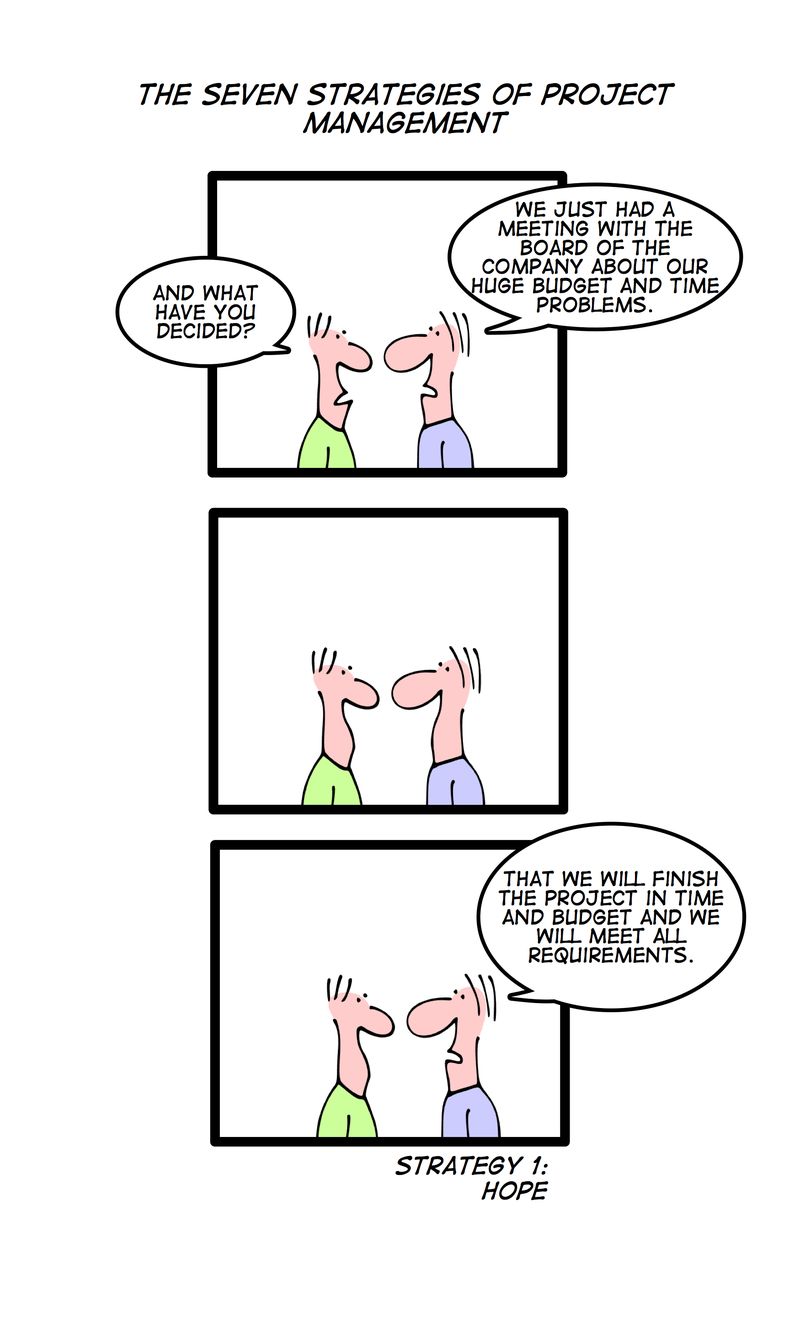 THE SEVEN STRATEGIES OF PROJECT
MANAGEMENT
WE JUST HAD A
MEETING WITH THE
BOARD OF THE
COMPANY ABOUT OUR
HUGE BUDGET AND TIME
PROBLEMS.
AND WHAT
HAVE YOU
DECIDED?
THAT WE WILL FINISH
THE PROJECT IN TIME
AND BUDGET AND WE
WILL MEET ALL
REQUIREMENTS.
STRATEGY 1:
HOPE